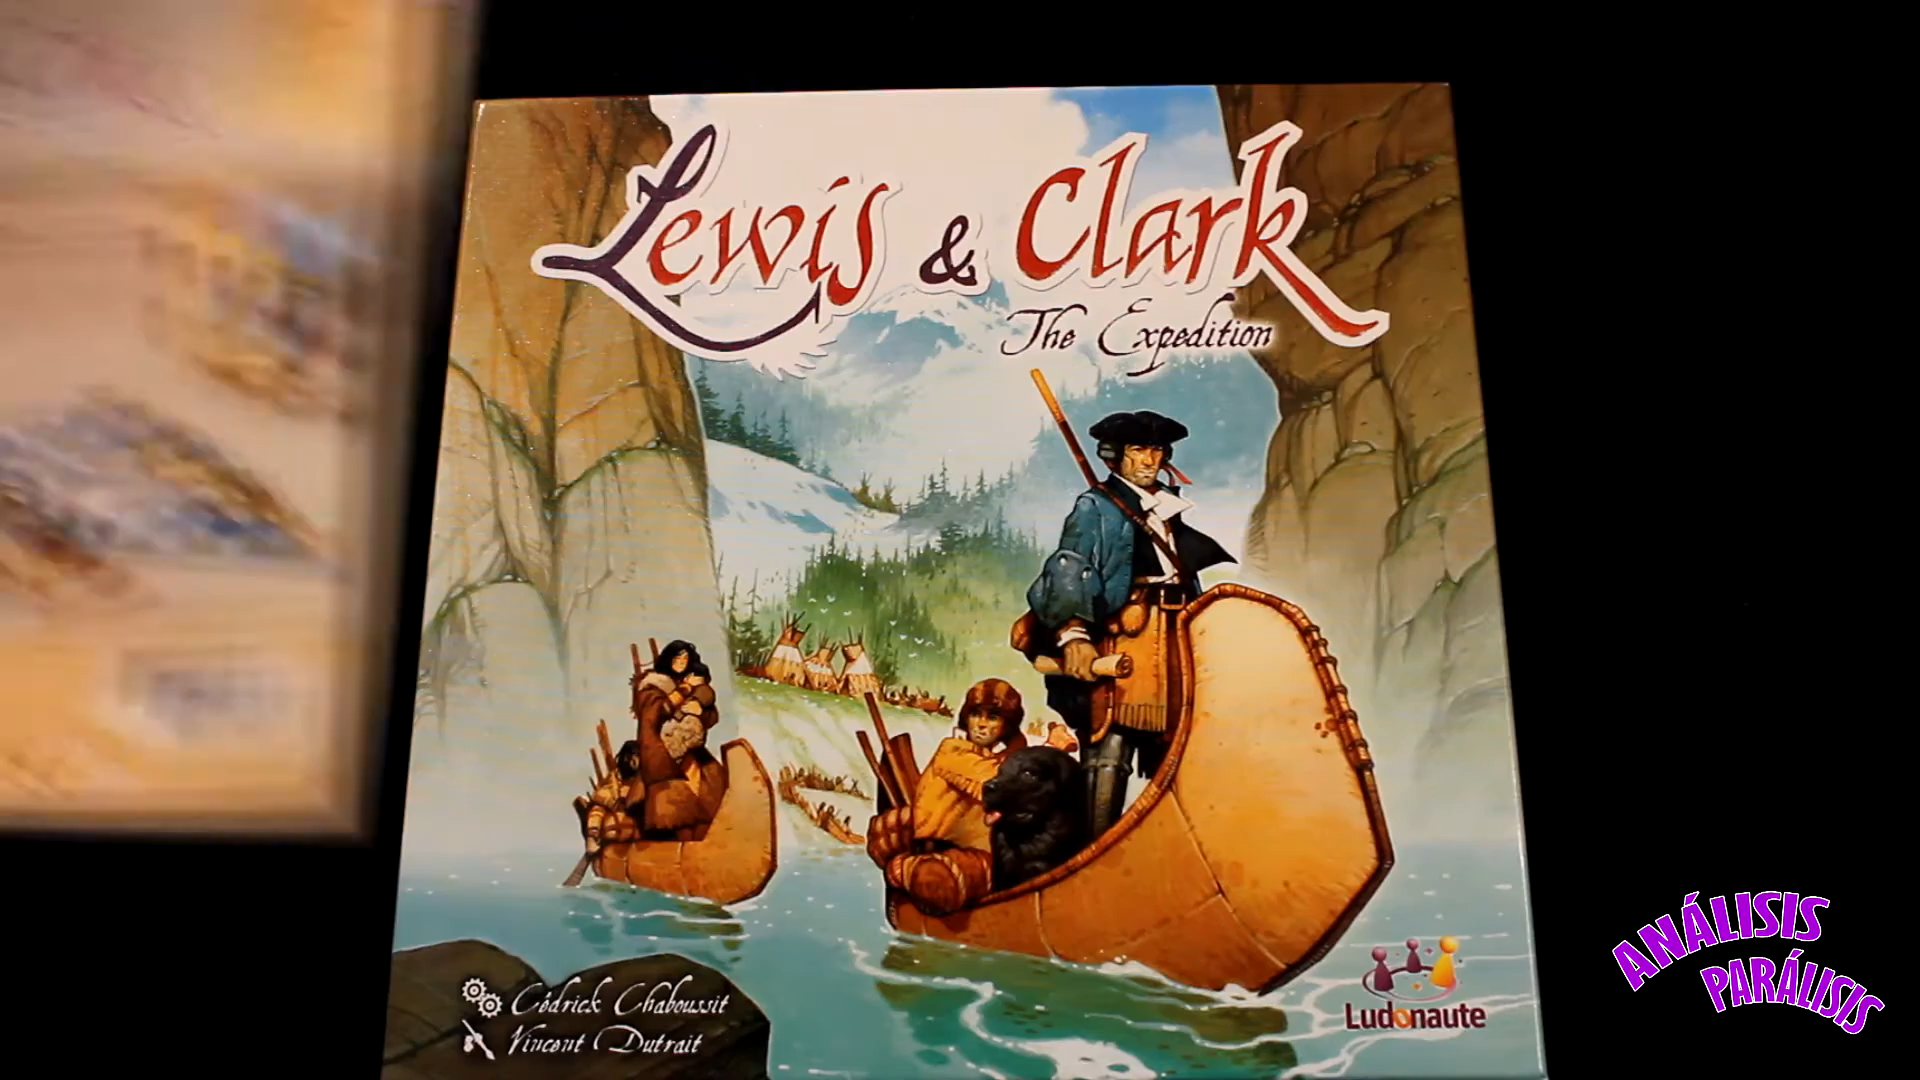 Lewis & Clark
The Expedition
Cédrick Chaboussit
Vincent Dutrait
Ludonaute
ANÁLISIS
PARÁLISIS